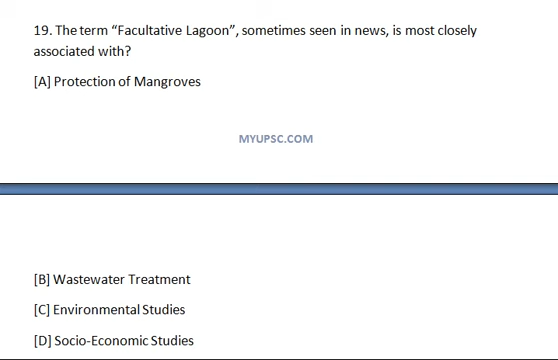 19. The term “Facultative Lagoon”, sometimes seen in news, is most closely
associated with?
[A] Protection of Mangroves
MYUPSC.COM
[B] Wastewater Treatment
[C] Environmental Studies
[D] Socio-Economic Studies